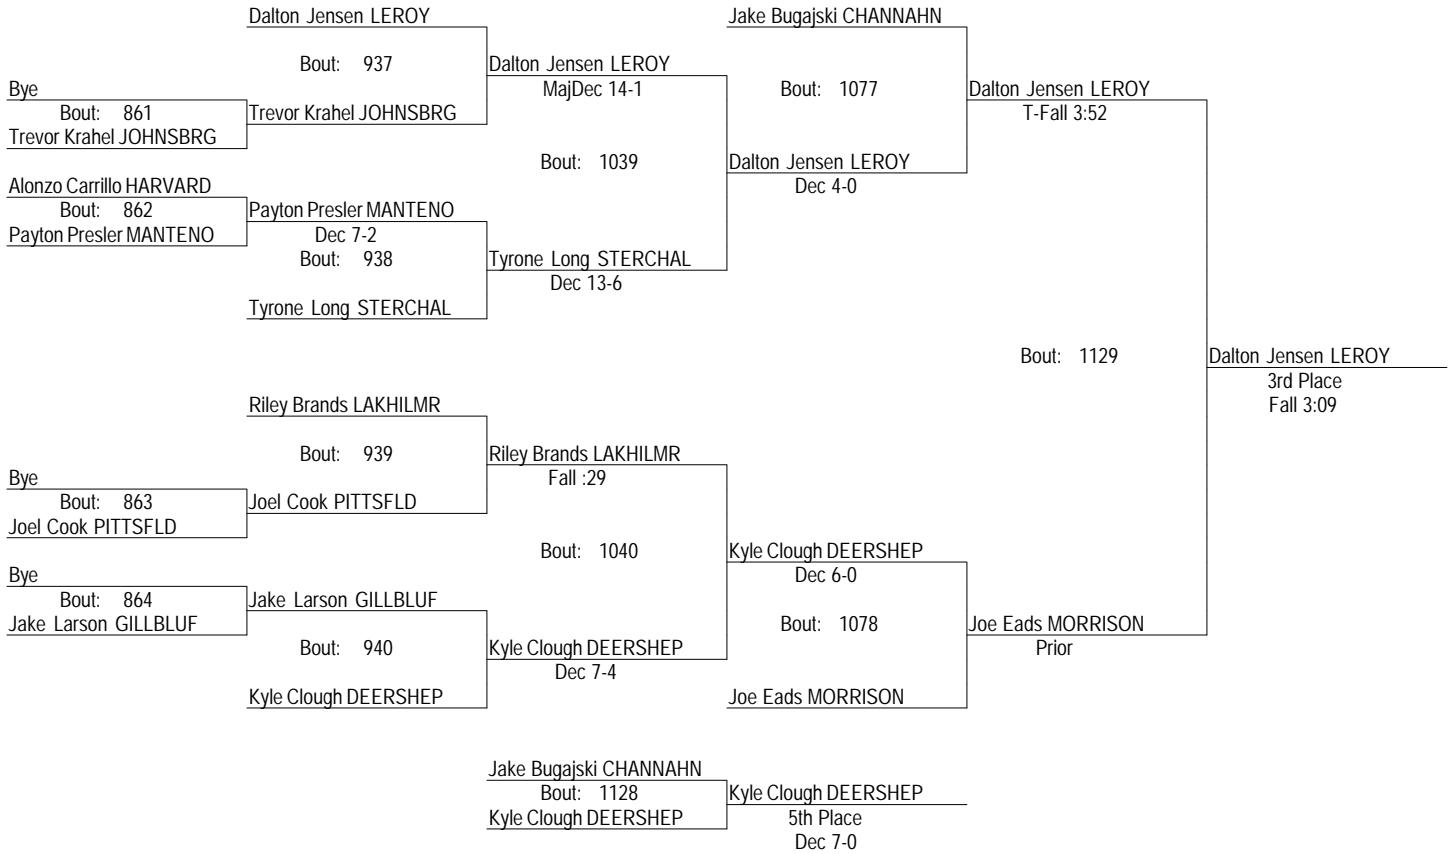 Dalton Jensen LEROY
Jake Bugajski CHANNAHN
Bout: 937
Dalton Jensen LEROY
MajDec 14-1
Bye
Bout: 1077
Dalton Jensen LEROY
T-Fall 3:52
Bout: 861
Trevor Krahel JOHNSBRG
Trevor Krahel JOHNSBRG
Bout: 1039
Dalton Jensen LEROY
Dec 4-0
Alonzo Carrillo HARVARD
Bout: 862
Payton Presler MANTENO
Payton Presler MANTENO
Dec 7-2
Bout: 938
Tyrone Long STERCHAL
Dec 13-6
Tyrone Long STERCHAL
Bout: 1129
Dalton Jensen LEROY
3rd Place
Fall 3:09
Riley Brands LAKHILMR
Bout: 939
Riley Brands LAKHILMR
Fall :29
Bye
Bout: 863
Joel Cook PITTSFLD
Joel Cook PITTSFLD
Bout: 1040
Kyle Clough DEERSHEP
Dec 6-0
Bye
Bout: 864
Jake Larson GILLBLUF
Jake Larson GILLBLUF
Bout: 1078
Joe Eads MORRISON
Prior
Bout: 940
Kyle Clough DEERSHEP
Dec 7-4
Kyle Clough DEERSHEP
Joe Eads MORRISON
Jake Bugajski CHANNAHN
Bout: 1128
Kyle Clough DEERSHEP
Kyle Clough DEERSHEP
5th Place
Dec 7-0